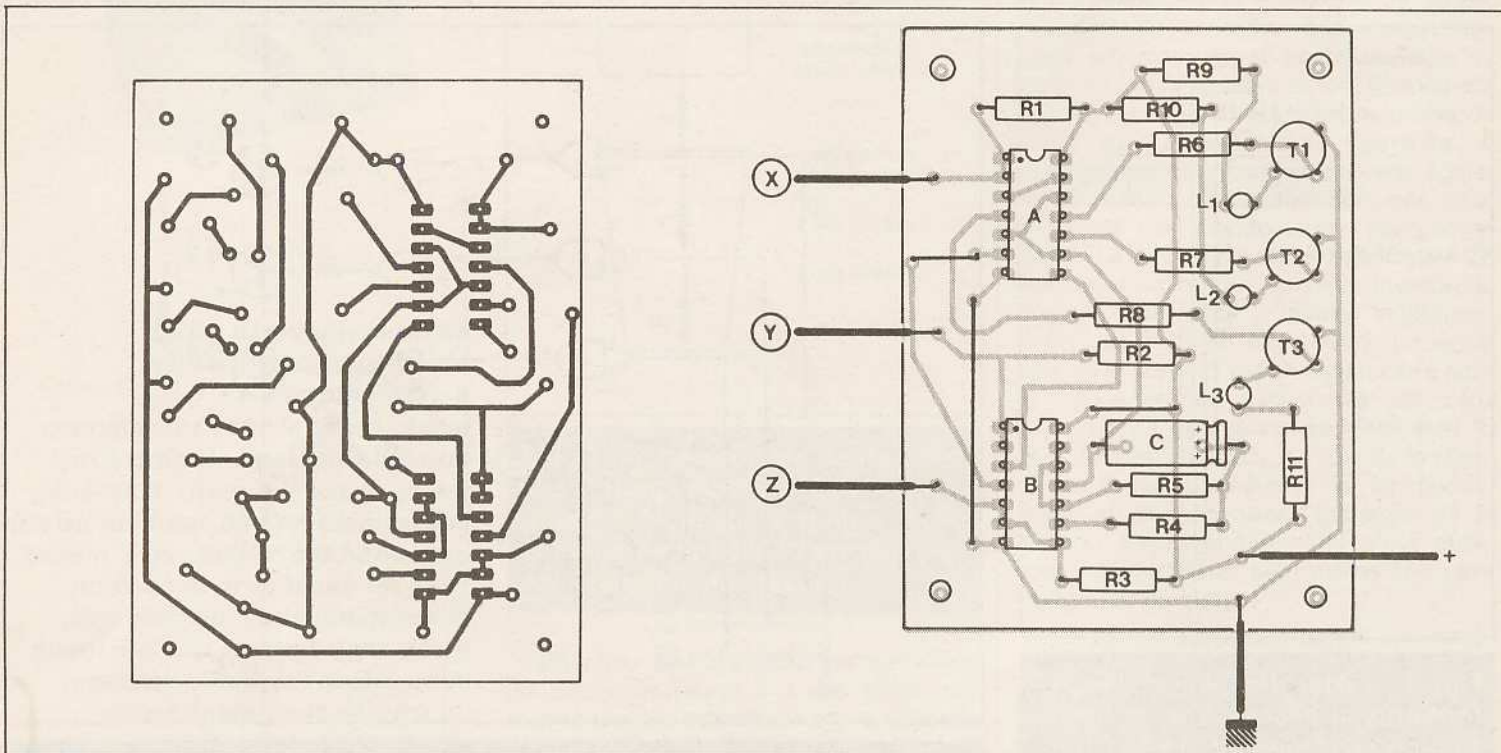 R9
R1
R10
R6
T1
X
L1
A
R7
T2
L2
R8
Y
T3
R2
L3
C
+
+
R11
B
R5
Z
R4
+
R3